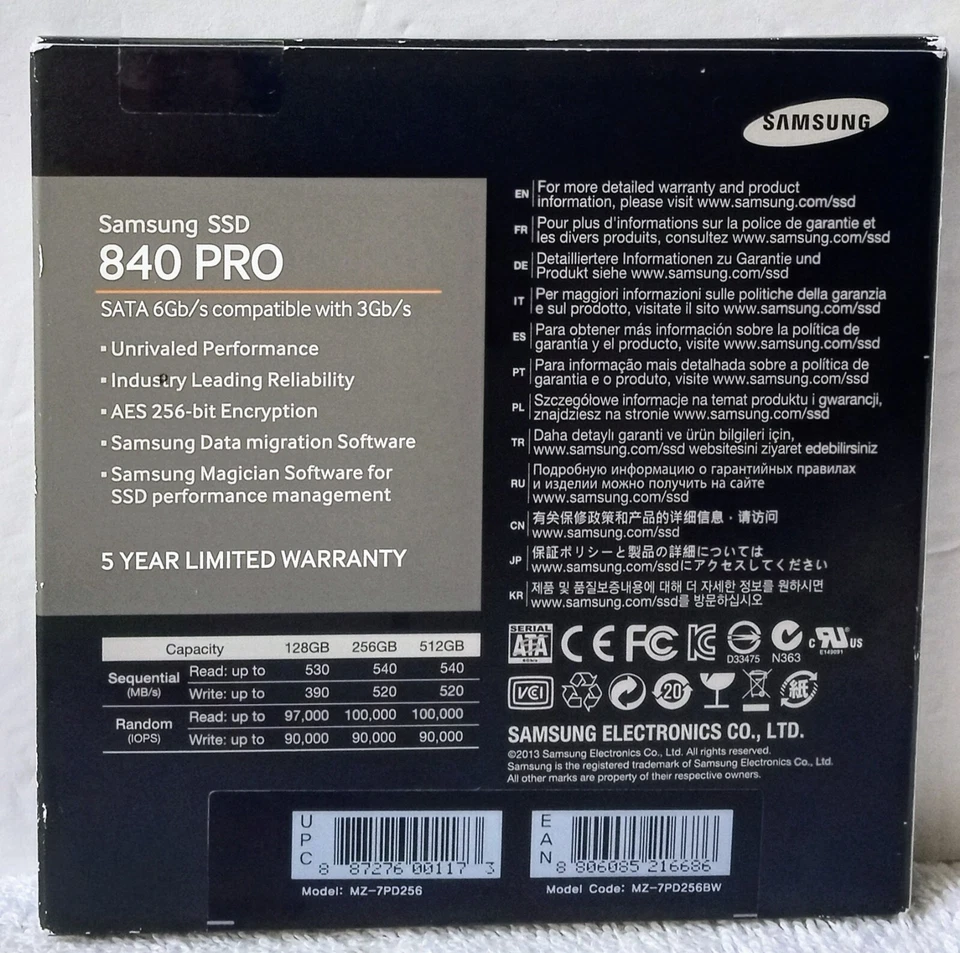 SAMSUNG
Samsung SSD
840 PRO
SATA 6Gb/s compatible with 3Gb/s
▪ Unrivaled Performance
▪ Industry Leading Reliability
▪ AES 256-bit Encryption
▪ Samsung Data migration Software
▪ Samsung Magician Software for
SSD performance management
5 YEAR LIMITED WARRANTY
Capacity 128GB 256GB 512GB
Sequential (MB/s) Read: up to 530 540 540
Write: up to 390 520 520
Random (IOPS) Read: up to 97,000 100,000 100,000
Write: up to 90,000 90,000 90,000
EN For more detailed warranty and product
information, please visit www.samsung.com/ssd
FR Pour plus d'informations sur la police de garantie et
les divers produits, consultez www.samsung.com/ssd
DE Detailliertere Informationen zu Garantie und
Produkt siehe www.samsung.com/ssd
IT Per maggiori informazioni sulle politiche della garanzia
e sul prodotto, visitate il sito www.samsung.com/ssd
ES Para obtener más información sobre la política de
garantía y el producto, visite www.samsung.com/ssd
PT Para informação mais detalhada sobre a política de
garantia e o produto, visite www.samsung.com/ssd
PL Szczegółowe informacje na temat produktu i gwarancji,
znajdziesz na stronie www.samsung.com/ssd
TR Daha detaylı garanti ve ürün bilgileri için,
www.samsung.com/ssd websitesini ziyaret edebilirsiniz
RU Подробную информацию о гарантийных правилах
и изделии можно получить на сайте
www.samsung.com/ssd
CN 有关保修政策和产品的详细信息，请访问
www.samsung.com/ssd
JP 保証ポリシーと製品の詳細については
www.samsung.com/ssdにアクセスしてください
KR 제품 및 품질보증내용에 대해 더 자세한 정보를 원하시면
www.samsung.com/ssd를 방문하십시오
SERIAL
ATA
6Gb/s
CE FC KC D33475 N363 c RU US
E149091
VCI 20 紙
SAMSUNG ELECTRONICS CO., LTD.
©2013 Samsung Electronics Co., Ltd. All rights reserved.
Samsung is the registered trademark of Samsung Electronics Co., Ltd.
All other marks are property of their respective owners.
UPC
8 87276 00117 3
Model: MZ-7PD256
EAN
8 806085 216686
Model Code: MZ-7PD256BW